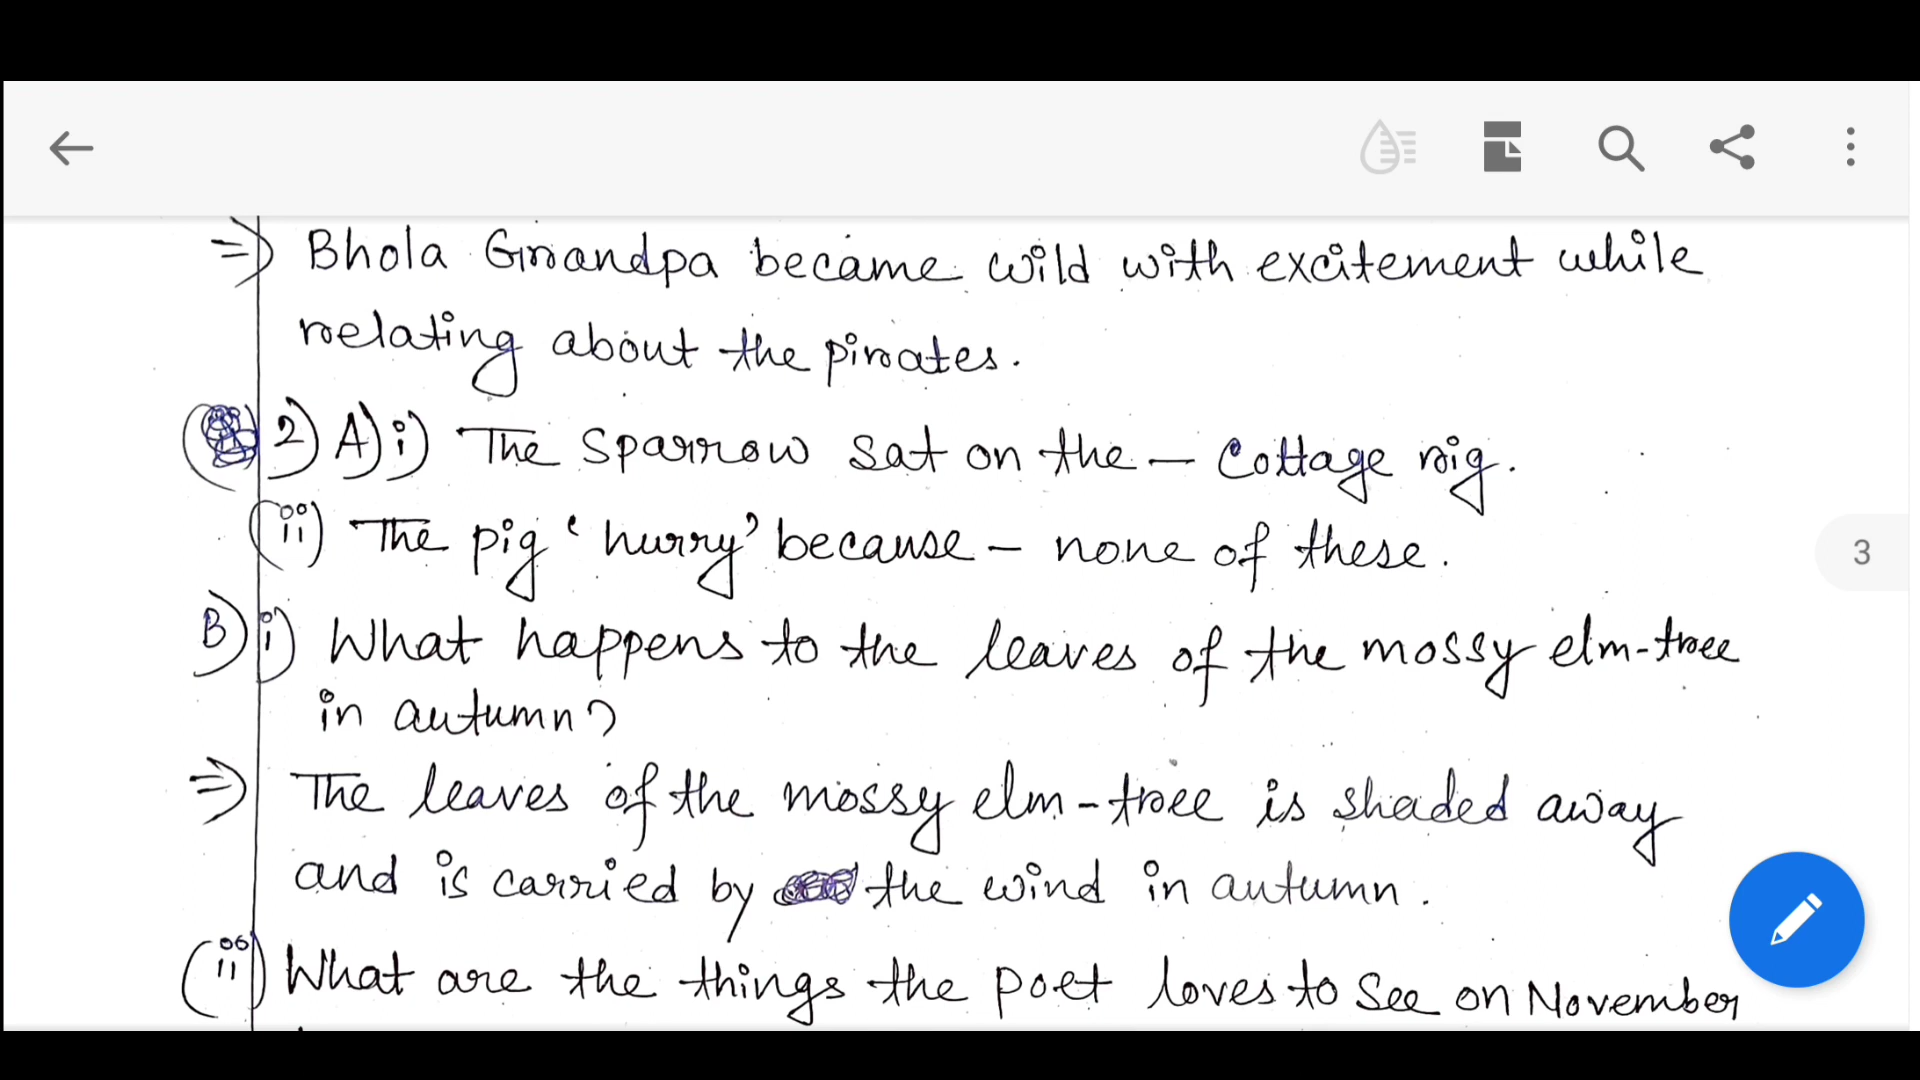 => Bhola Grandpa became wild with excitement while
relating about the pirates.
2) A) i) The Sparrow sat on the - Cottage rig.
(ii) The pig 'hurry' because - none of these.
3
B) i) What happens to the leaves of the mossy elm-tree
in autumn?
=> The leaves of the mossy elm-tree is shaded away
and is carried by the wind in autumn.
(ii) What are the things the poet loves to see on November